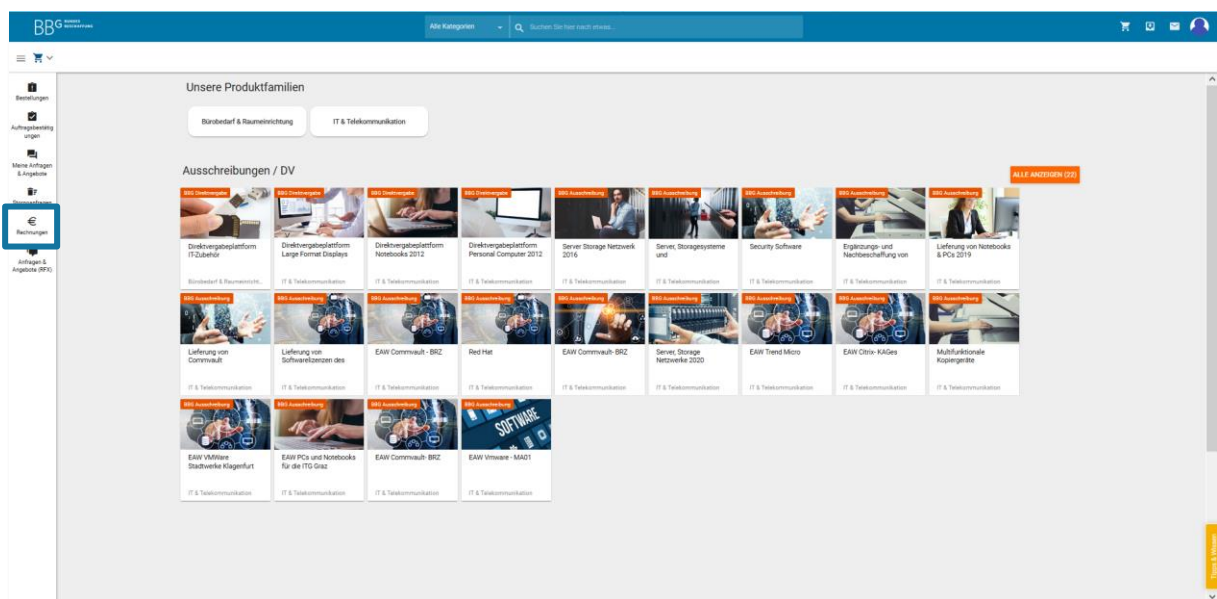 BBG BUNDES
BESCHAFFUNG
Alle Kategorien
Suchen Sie hier nach etwas...
Bestellungen
Auftragsbestätig
ungen
Meine Anfragen
& Angebote
Rechnungen
Anfragen &
Angebote (RFX)
Unsere Produktfamilien
Bürobedarf & Raumeinrichtung
IT & Telekommunikation
Ausschreibungen / DV
ALLE ANZEIGEN (22)
BBG Direktvergabe
Direktvergabeplattform
IT-Zubehör
Bürobedarf & Raumeinricht...
BBG Direktvergabe
Direktvergabeplattform
Large Format Displays
IT & Telekommunikation
BBG Direktvergabe
Direktvergabeplattform
Notebooks 2012
IT & Telekommunikation
BBG Direktvergabe
Direktvergabeplattform
Personal Computer 2012
IT & Telekommunikation
BBG Ausschreibung
Server Storage Netzwerk
2016
IT & Telekommunikation
BBG Ausschreibung
Server, Storagesysteme
und
IT & Telekommunikation
BBG Ausschreibung
Security Software
IT & Telekommunikation
BBG Ausschreibung
Ergänzungs- und
Nachbeschaffung von
IT & Telekommunikation
BBG Ausschreibung
Lieferung von Notebooks
& PCs 2019
IT & Telekommunikation
BBG Ausschreibung
Lieferung von
Commvault
IT & Telekommunikation
BBG Ausschreibung
Lieferung von
Softwarelizenzen des
IT & Telekommunikation
BBG Ausschreibung
EAW Commvault - BRZ
IT & Telekommunikation
BBG Ausschreibung
Red Hat
IT & Telekommunikation
BBG Ausschreibung
EAW Commvault- BRZ
IT & Telekommunikation
BBG Ausschreibung
Server, Storage
Netzwerke 2020
IT & Telekommunikation
BBG Ausschreibung
EAW Trend Micro
IT & Telekommunikation
BBG Ausschreibung
EAW Citrix- KAGes
IT & Telekommunikation
BBG Ausschreibung
Multifunktionale
Kopiergeräte
IT & Telekommunikation
BBG Ausschreibung
EAW VMWare
Stadtwerke Klagenfurt
IT & Telekommunikation
BBG Ausschreibung
EAW PCs und Notebooks
für die ITG Graz
IT & Telekommunikation
BBG Ausschreibung
EAW Commvault- BRZ
IT & Telekommunikation
BBG Ausschreibung
SOFTWARE
EAW Vmware - MA01
IT & Telekommunikation
Tipps & Wissen